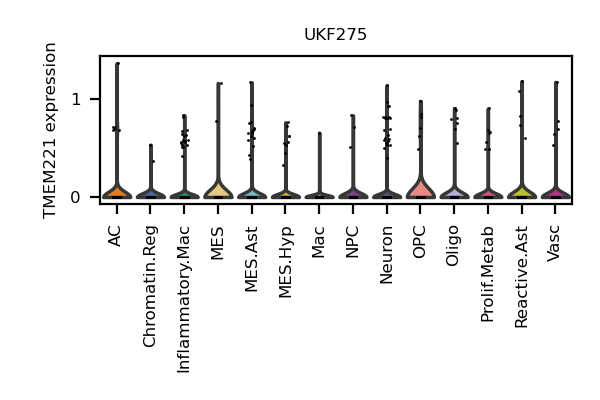 UKF275
TMEM221 expression
1
0
AC
Chromatin.Reg
Inflammatory.Mac
MES
MES.Ast
MES.Hyp
Mac
NPC
Neuron
OPC
Oligo
Prolif.Metab
Reactive.Ast
Vasc